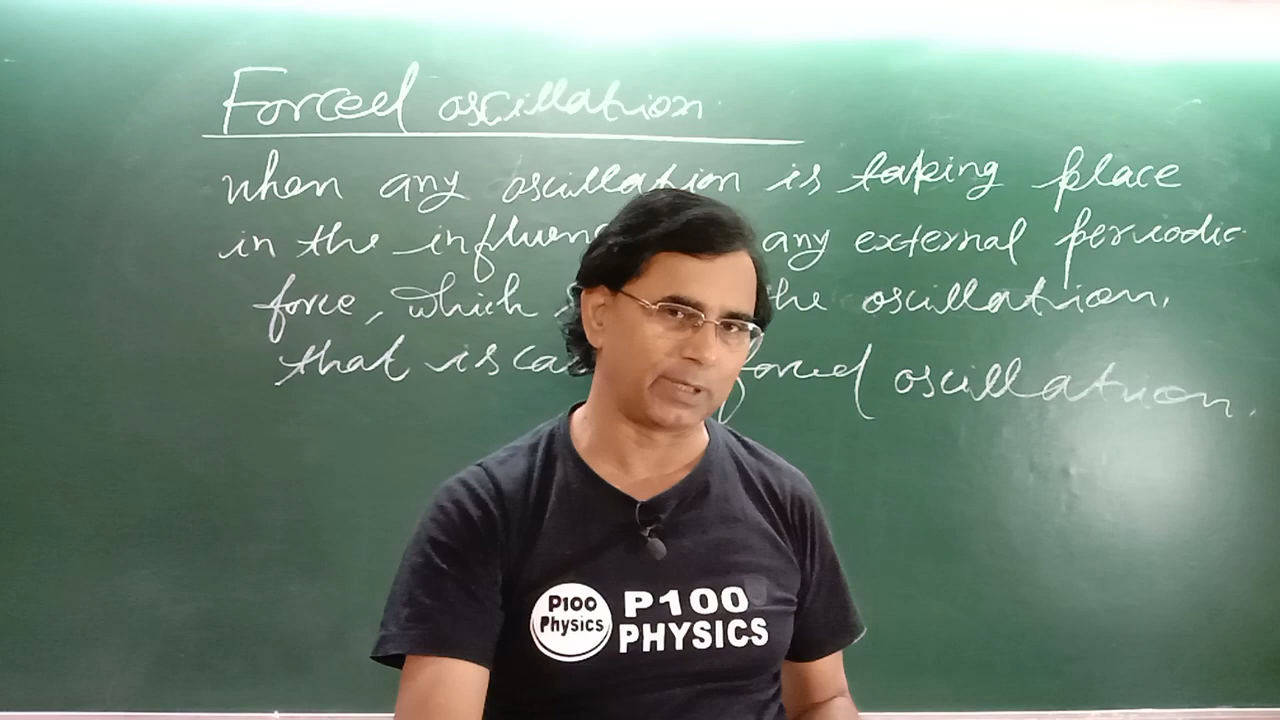 Forced oscillation
when any oscillation is taking place
in the influen any external periodic
force, which the oscillation.
that is ca forced oscillation.
P100
Physics
P100
PHYSICS